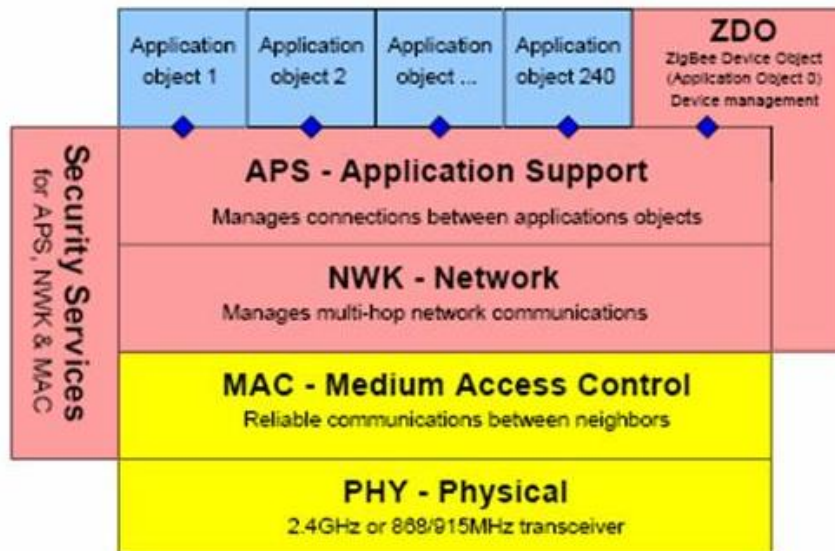 Application
object 1
Application
object 2
Application
object ...
Application
object 240
ZDO
ZigBee Device Object
(Application Object 0)
Device management
Security Services
for APS, NWK & MAC
APS - Application Support
Manages connections between applications objects
NWK - Network
Manages multi-hop network communications
MAC - Medium Access Control
Reliable communications between neighbors
PHY - Physical
2.4GHz or 868/915MHz transceiver